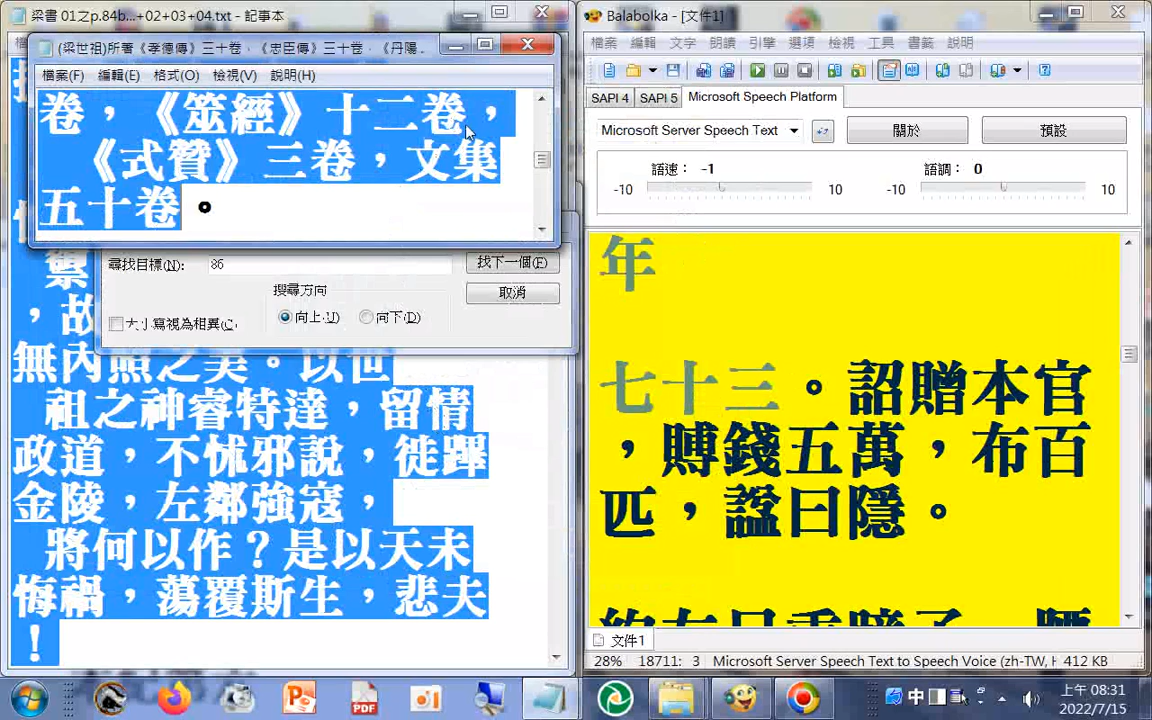 梁書 01之p.84b...+02+03+04.txt - 記事本
(梁世祖)所著《孝德傳》三十卷，《忠臣傳》三十卷．《丹陽...
檔案(F) 編輯(E) 格式(O) 檢視(V) 說明(H)
卷，《筮經》十二卷，
《式贊》三卷，文集
五十卷。
尋找目標(N): 86
找下一個(F)
搜尋方向
取消
大小寫視為相異(C)
向上(U) 向下(D)
，故
無內照之美。以世
祖之神睿特達，留情
政道，不怵邪說，徙蹕
金陵，左鄰強寇，
將何以作？是以天未
悔禍，蕩覆斯生，悲夫
！
Balabolka - [文件1]
檔案 編輯 文字 朗讀 引擎 選項 檢視 工具 書籤 說明
SAPI 4 SAPI 5 Microsoft Speech Platform
Microsoft Server Speech Text
關於 預設
語速: -1 語調: 0
-10 10 -10 10
年
七十三。詔贈本官
，賻錢五萬，布百
匹，諡曰隱。
文件1
28% 18711: 3 Microsoft Server Speech Text to Speech Voice (zh-TW, H 412 KB
PDF
中
上午 08:31
2022/7/15